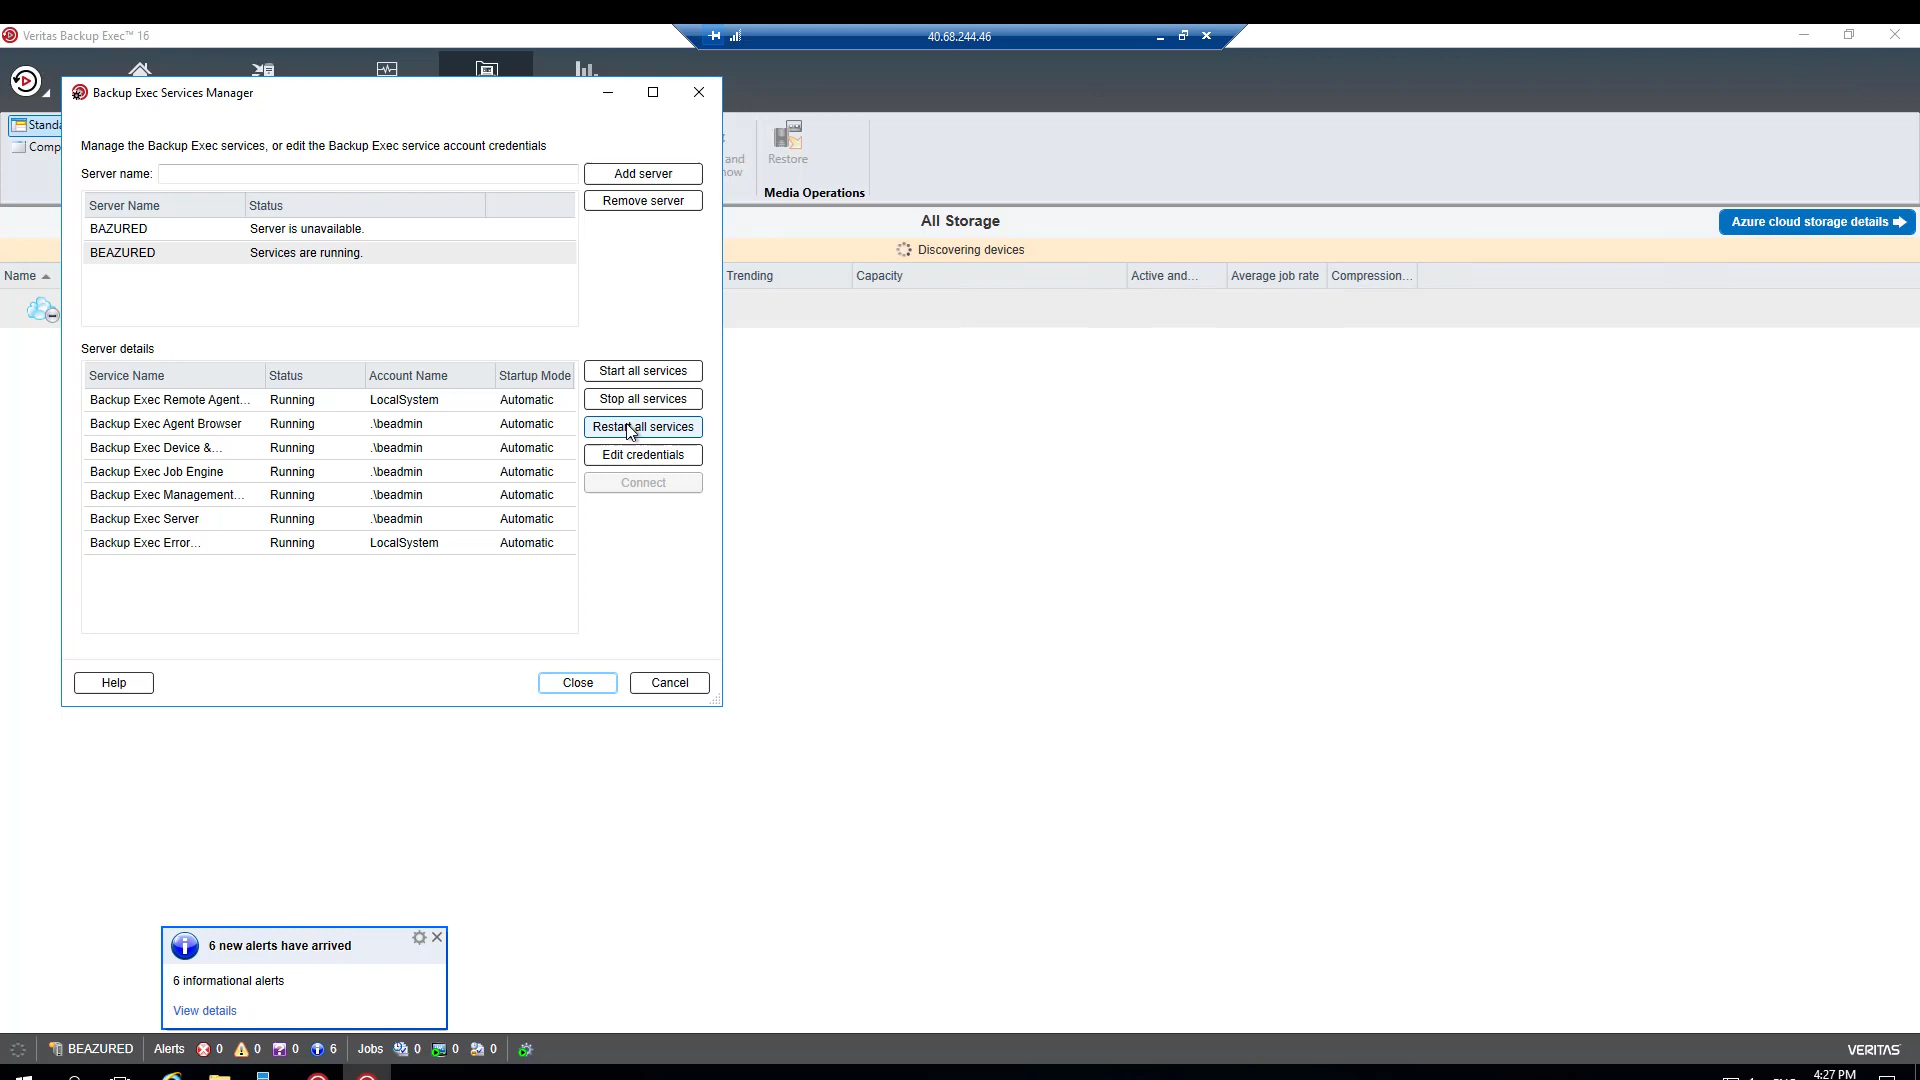 Veritas Backup Exec™ 16
40.68.244.46
Backup Exec Services Manager
Standa
Comp
Manage the Backup Exec services, or edit the Backup Exec service account credentials
Server name:
Add server
Remove server
Server Name Status
BAZURED Server is unavailable.
BEAZURED Services are running.
and
now
Restore
Media Operations
All Storage
Azure cloud storage details
Discovering devices
Name
Trending Capacity Active and... Average job rate Compression...
Server details
Service Name Status Account Name Startup Mode
Backup Exec Remote Agent... Running LocalSystem Automatic
Backup Exec Agent Browser Running .\beadmin Automatic
Backup Exec Device &... Running .\beadmin Automatic
Backup Exec Job Engine Running .\beadmin Automatic
Backup Exec Management... Running .\beadmin Automatic
Backup Exec Server Running .\beadmin Automatic
Backup Exec Error... Running LocalSystem Automatic
Start all services
Stop all services
Restart all services
Edit credentials
Connect
Help
Close
Cancel
6 new alerts have arrived
6 informational alerts
View details
BEAZURED Alerts 0 0 0 6 Jobs 0 0 0
VERITAS
4:27 PM